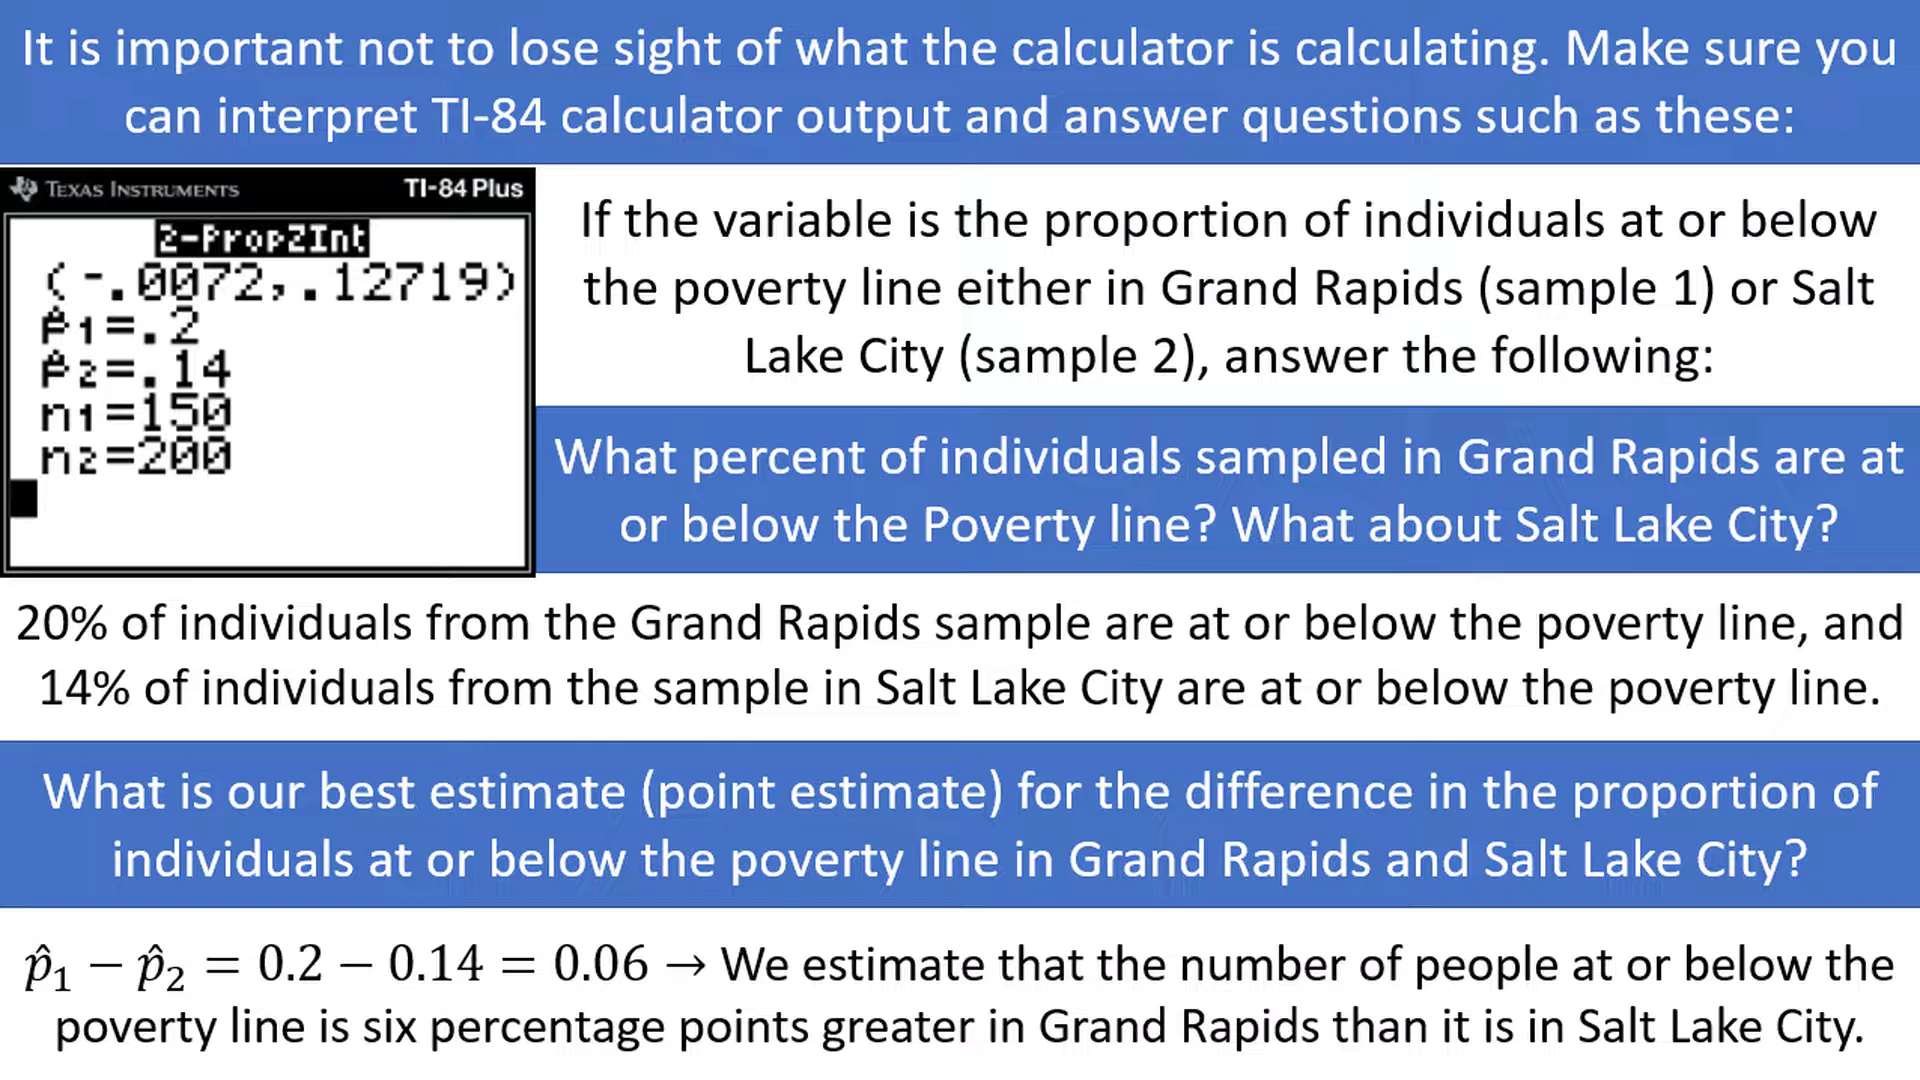 It is important not to lose sight of what the calculator is calculating. Make sure you
can interpret TI-84 calculator output and answer questions such as these:
TEXAS INSTRUMENTS TI-84 Plus
2-PropZInt
(-.0072,.12719)
p̂1=.2
p̂2=.14
n1=150
n2=200
If the variable is the proportion of individuals at or below
the poverty line either in Grand Rapids (sample 1) or Salt
Lake City (sample 2), answer the following:
What percent of individuals sampled in Grand Rapids are at
or below the Poverty line? What about Salt Lake City?
20% of individuals from the Grand Rapids sample are at or below the poverty line, and
14% of individuals from the sample in Salt Lake City are at or below the poverty line.
What is our best estimate (point estimate) for the difference in the proportion of
individuals at or below the poverty line in Grand Rapids and Salt Lake City?
p̂₁ − p̂₂ = 0.2 − 0.14 = 0.06 → We estimate that the number of people at or below the
poverty line is six percentage points greater in Grand Rapids than it is in Salt Lake City.